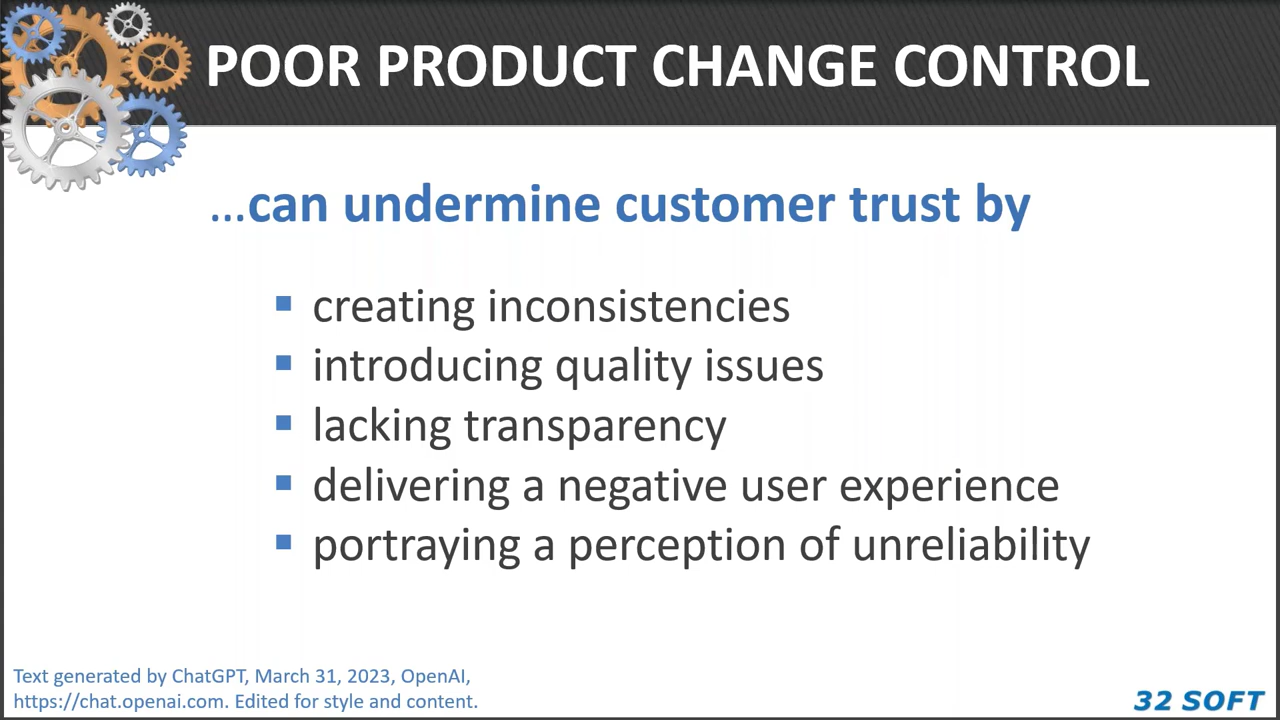 POOR PRODUCT CHANGE CONTROL
...can undermine customer trust by
▪ creating inconsistencies
▪ introducing quality issues
▪ lacking transparency
▪ delivering a negative user experience
▪ portraying a perception of unreliability
Text generated by ChatGPT, March 31, 2023, OpenAI,
https://chat.openai.com. Edited for style and content.
32 SOFT